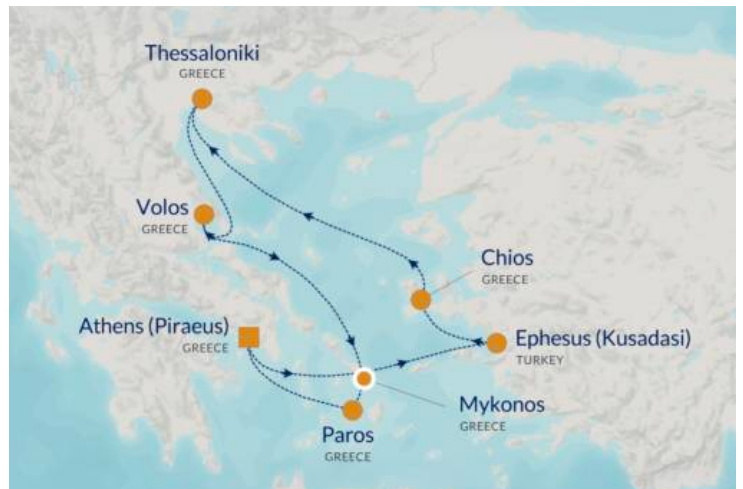 Thessaloniki
GREECE
Volos
GREECE
Chios
GREECE
Athens (Piraeus)
GREECE
Ephesus (Kusadasi)
TURKEY
Mykonos
GREECE
Paros
GREECE